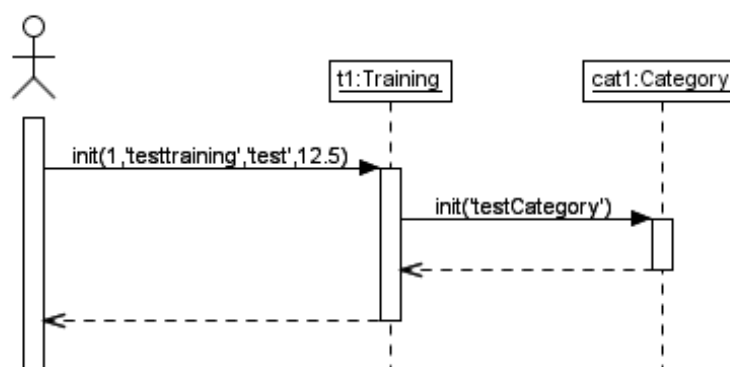 t1:Training
cat1:Category
init(1,'testtraining','test',12.5)
init('testCategory')